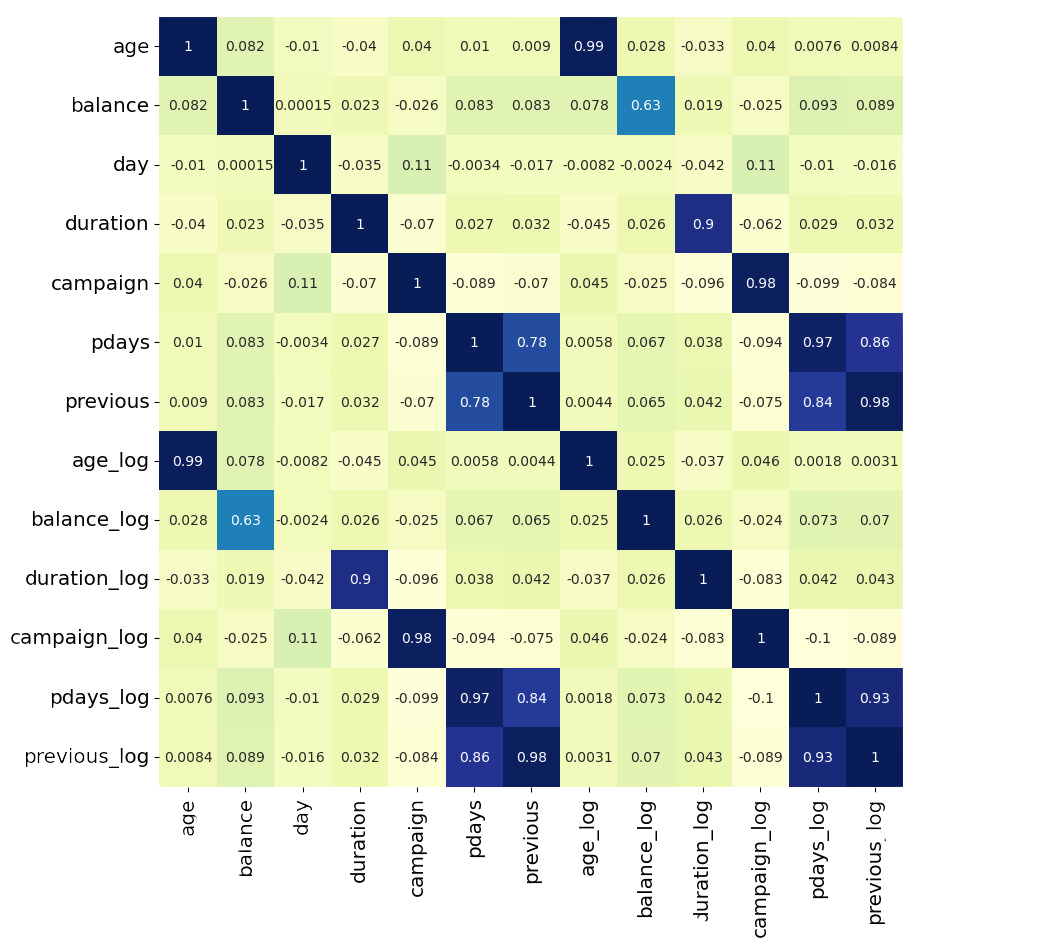 age 1 0.082 -0.01 -0.04 0.04 0.01 0.009 0.99 0.028 -0.033 0.04 0.0076 0.0084
balance 0.082 1 0.00015 0.023 -0.026 0.083 0.083 0.078 0.63 0.019 -0.025 0.093 0.089
day -0.01 0.00015 1 -0.035 0.11 -0.0034 -0.017 -0.0082 -0.0024 -0.042 0.11 -0.01 -0.016
duration -0.04 0.023 -0.035 1 -0.07 0.027 0.032 -0.045 0.026 0.9 -0.062 0.029 0.032
campaign 0.04 -0.026 0.11 -0.07 1 -0.089 -0.07 0.045 -0.025 -0.096 0.98 -0.099 -0.084
pdays 0.01 0.083 -0.0034 0.027 -0.089 1 0.78 0.0058 0.067 0.038 -0.094 0.97 0.86
previous 0.009 0.083 -0.017 0.032 -0.07 0.78 1 0.0044 0.065 0.042 -0.075 0.84 0.98
age_log 0.99 0.078 -0.0082 -0.045 0.045 0.0058 0.0044 1 0.025 -0.037 0.046 0.0018 0.0031
balance_log 0.028 0.63 -0.0024 0.026 -0.025 0.067 0.065 0.025 1 0.026 -0.024 0.073 0.07
duration_log -0.033 0.019 -0.042 0.9 -0.096 0.038 0.042 -0.037 0.026 1 -0.083 0.042 0.043
campaign_log 0.04 -0.025 0.11 -0.062 0.98 -0.094 -0.075 0.046 -0.024 -0.083 1 -0.1 -0.089
pdays_log 0.0076 0.093 -0.01 0.029 -0.099 0.97 0.84 0.0018 0.073 0.042 -0.1 1 0.93
previous_log 0.0084 0.089 -0.016 0.032 -0.084 0.86 0.98 0.0031 0.07 0.043 -0.089 0.93 1
age balance day duration campaign pdays previous age_log balance_log duration_log campaign_log pdays_log previous_log